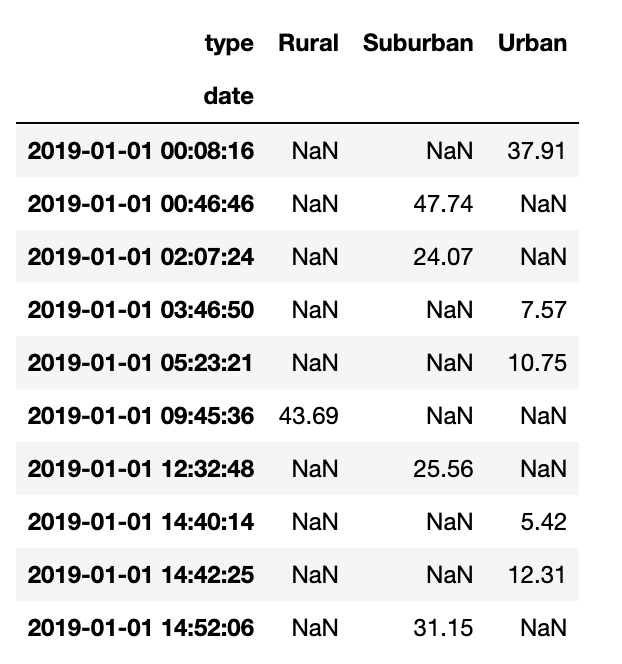 type Rural Suburban Urban
date
2019-01-01 00:08:16 NaN NaN 37.91
2019-01-01 00:46:46 NaN 47.74 NaN
2019-01-01 02:07:24 NaN 24.07 NaN
2019-01-01 03:46:50 NaN NaN 7.57
2019-01-01 05:23:21 NaN NaN 10.75
2019-01-01 09:45:36 43.69 NaN NaN
2019-01-01 12:32:48 NaN 25.56 NaN
2019-01-01 14:40:14 NaN NaN 5.42
2019-01-01 14:42:25 NaN NaN 12.31
2019-01-01 14:52:06 NaN 31.15 NaN